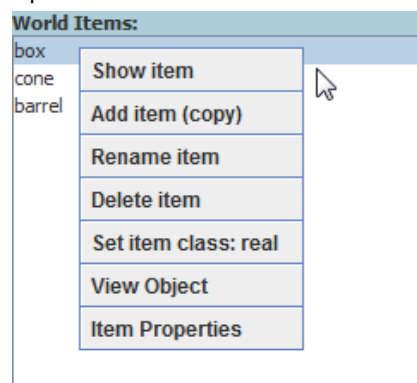 World Items:
box
cone
barrel
Show item
Add item (copy)
Rename item
Delete item
Set item class: real
View Object
Item Properties